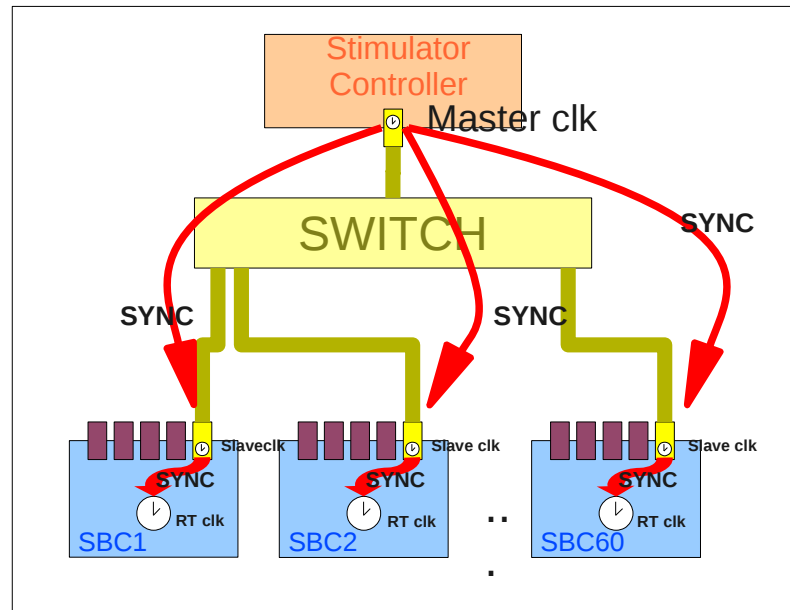 Stimulator
Controller
Master clk
SWITCH
SYNC
SYNC
SYNC
Slaveclk
Slave clk
Slave clk
SYNC
SYNC
SYNC
RT clk
RT clk
RT clk
SBC1
SBC2
..
.
SBC60